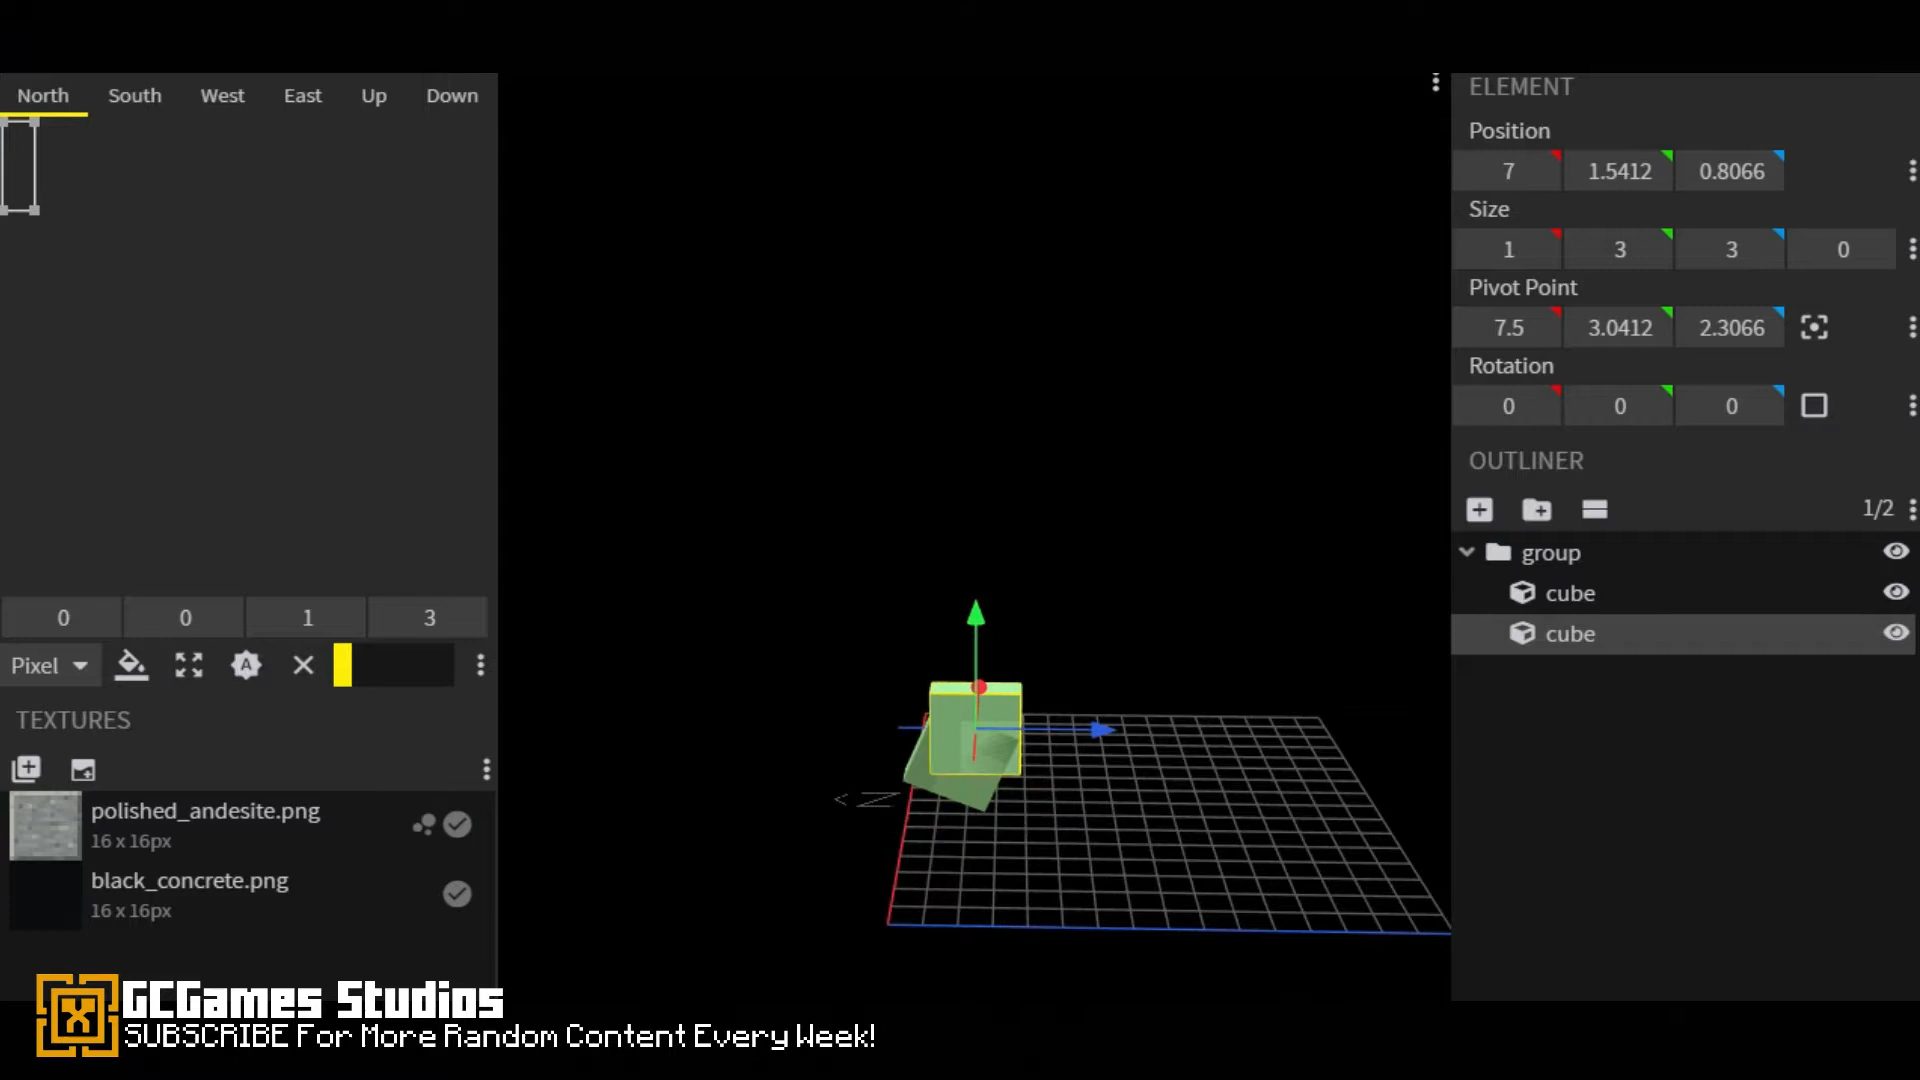 North South West East Up Down
0 0 1 3
Pixel
TEXTURES
polished_andesite.png
16 x 16px
black_concrete.png
16 x 16px
GCGames Studios
SUBSCRIBE For More Random Content Every Week!
N
ELEMENT
Position
7 1.5412 0.8066
Size
1 3 3 0
Pivot Point
7.5 3.0412 2.3066
Rotation
0 0 0
OUTLINER
1/2
group
cube
cube